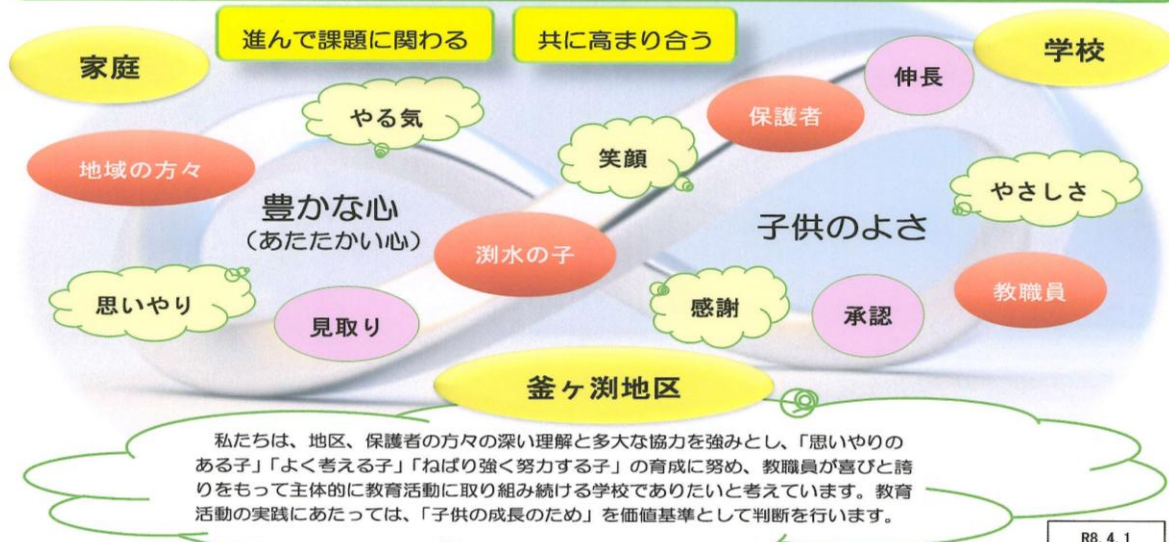 進んで課題に関わる
共に高まり合う
家庭
学校
伸長
やる気
保護者
地域の方々
笑顔
やさしさ
豊かな心
（あたたかい心）
子供のよさ
渕水の子
思いやり
見取り
感謝
承認
教職員
釜ヶ渕地区
私たちは、地区、保護者の方々の深い理解と多大な協力を強みとし、「思いやりの
ある子」「よく考える子」「ねばり強く努力する子」の育成に努め、教職員が喜びと誇
りをもって主体的に教育活動に取り組み続ける学校でありたいと考えています。教育
活動の実践にあたっては、「子供の成長のため」を価値基準として判断を行います。
R8.4.1